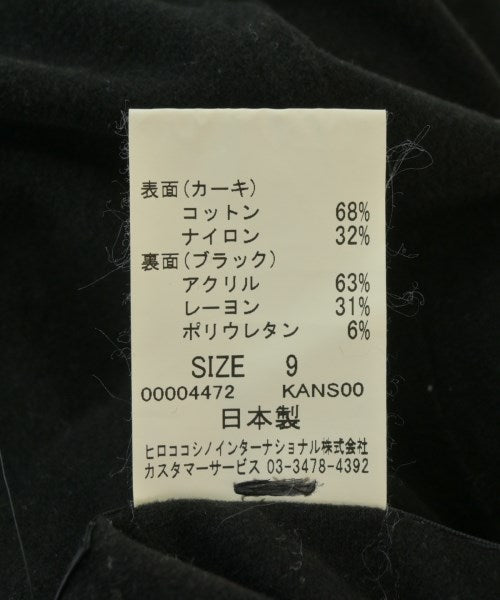 表面(カーキ)
コットン 68%
ナイロン 32%
裏面(ブラック)
アクリル 63%
レーヨン 31%
ポリウレタン 6%
SIZE 9
00004472 KANS00
日本製
ヒロココシノインターナショナル株式会社
カスタマーサービス 03-3478-4392